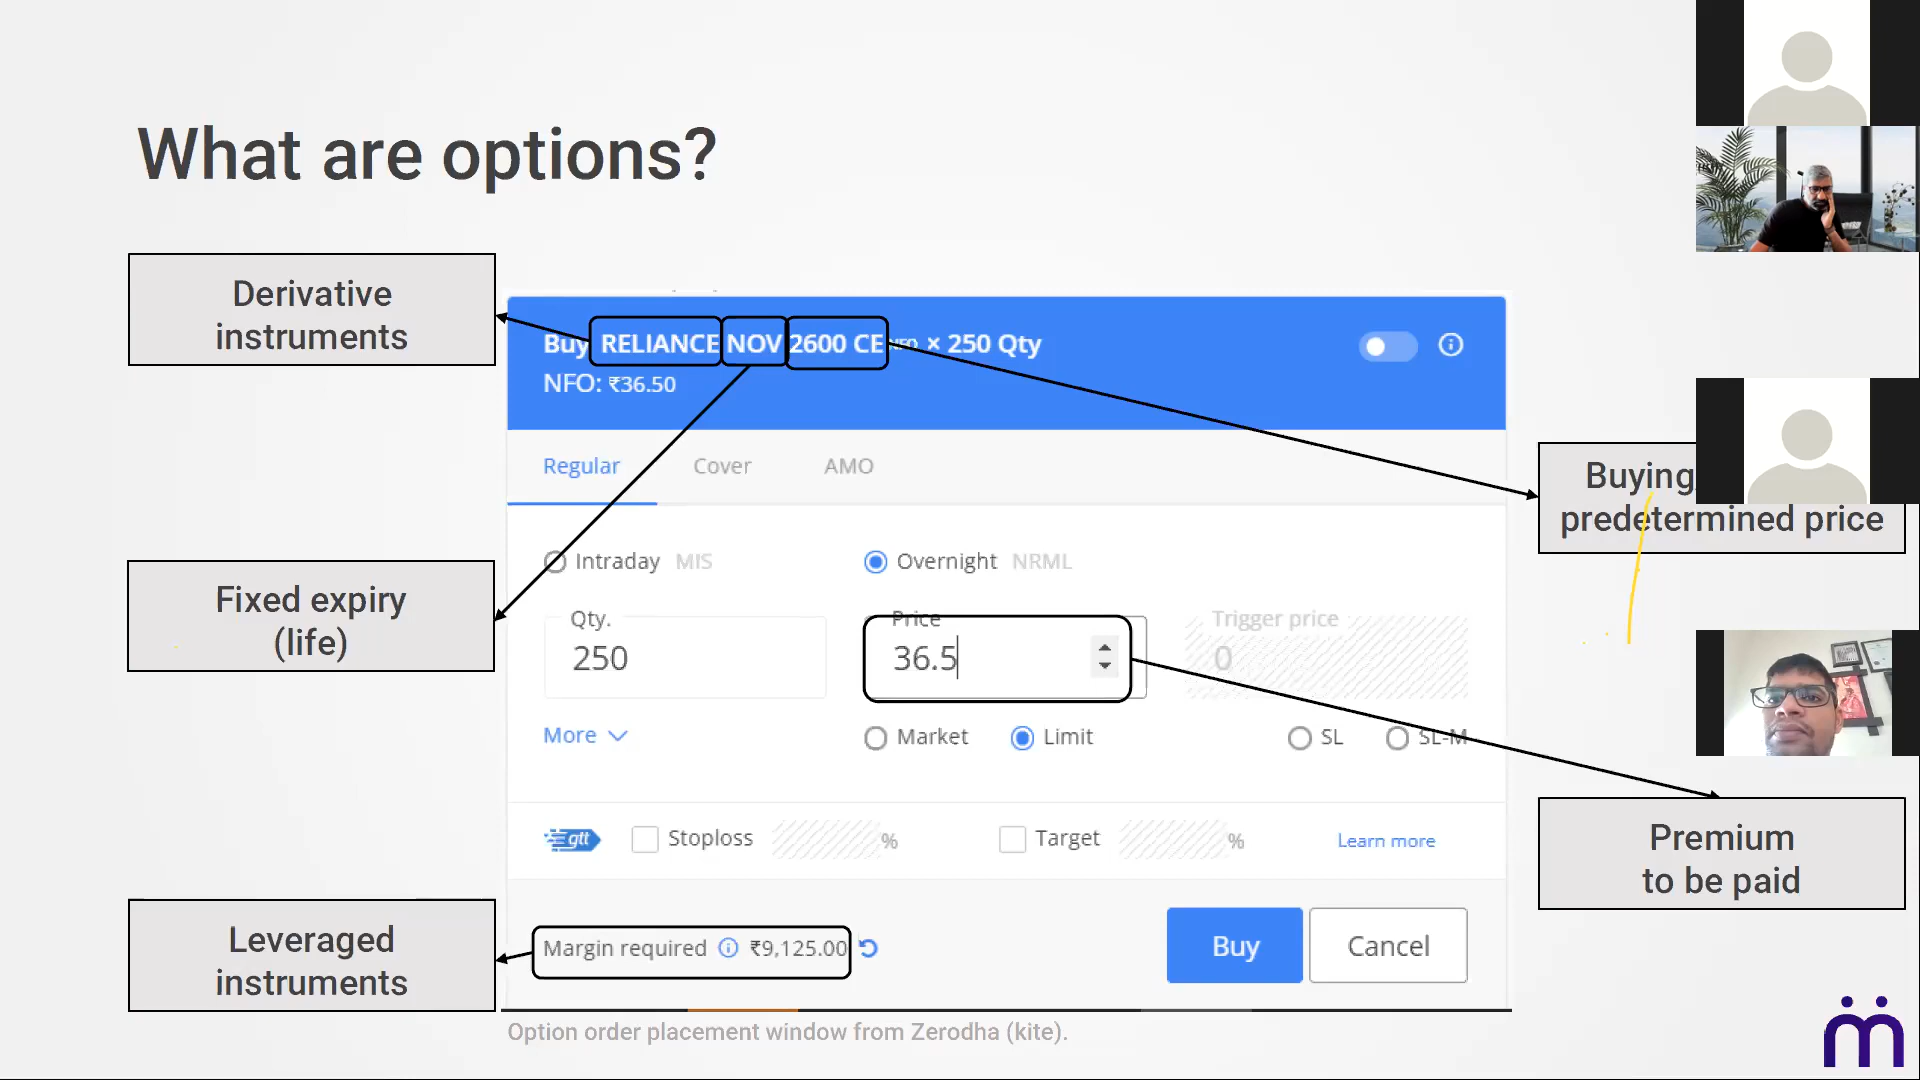 What are options?
Derivative
instruments
Buy RELIANCE NOV 2600 CE × 250 Qty
NFO: ₹36.50
Regular Cover AMO
Buying
predetermined price
Intraday MIS Overnight NRML
Fixed expiry
(life)
Qty. Price Trigger price
250 36.5 0
More Market Limit SL SL-M
gtt Stoploss % Target % Learn more
Premium
to be paid
Leveraged
instruments
Margin required ₹9,125.00 Buy Cancel
Option order placement window from Zerodha (kite).